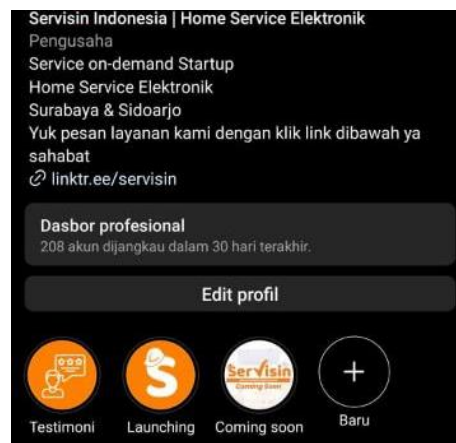 Servisin Indonesia | Home Service Elektronik
Pengusaha
Service on-demand Startup
Home Service Elektronik
Surabaya & Sidoarjo
Yuk pesan layanan kami dengan klik link dibawah ya
sahabat
linktr.ee/servisin
Dasbor profesional
208 akun dijangkau dalam 30 hari terakhir.
Edit profil
S
Servisin
Coming Soon
Testimoni
Launching
Coming soon
Baru